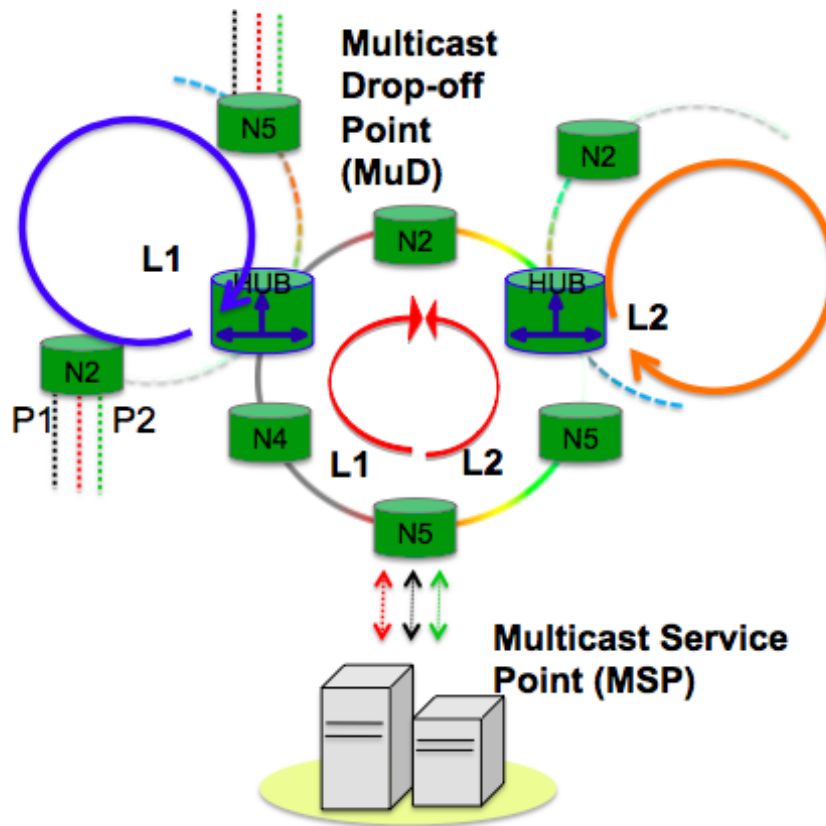 Multicast
Drop-off
Point
(MuD)
N5
N2
N2
L1
HUB
HUB
L2
N2
P1
P2
N4
N5
L1
L2
N5
Multicast Service
Point (MSP)